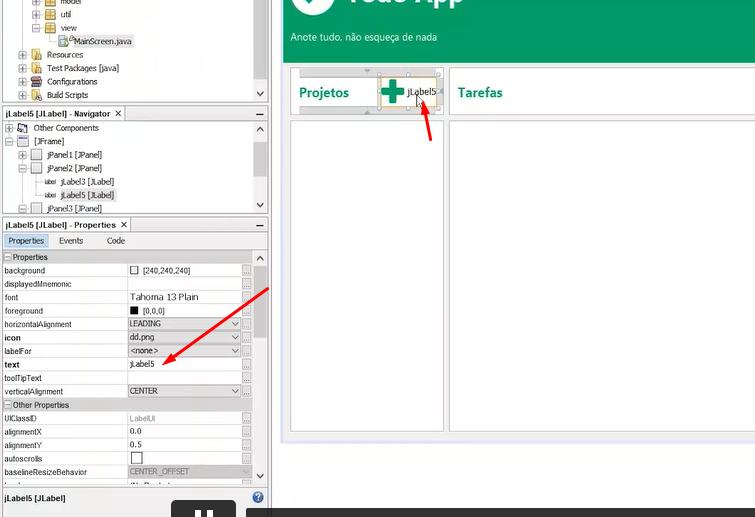 model
util
view
MainScreen.java
Resources
Test Packages [java]
Configurations
Build Scripts
jLabel5 [JLabel] - Navigator
Other Components
[JFrame]
jPanel1 [JPanel]
jPanel2 [JPanel]
label jLabel3 [JLabel]
label jLabel5 [JLabel]
jPanel3 [JPanel]
jLabel5 [JLabel] - Properties
Properties Events Code
Properties
background [240,240,240]
displayedMnemonic
font Tahoma 13 Plain
foreground [0,0,0]
horizontalAlignment LEADING
icon dd.png
labelFor <none>
text jLabel5
toolTipText
verticalAlignment CENTER
Other Properties
UIClassID LabelUI
alignmentX 0.0
alignmentY 0.5
autoscrolls
baselineResizeBehavior CENTER_OFFSET
jLabel5 [JLabel]
Todo App
Anote tudo, não esqueça de nada
Projetos
jLabel5
Tarefas